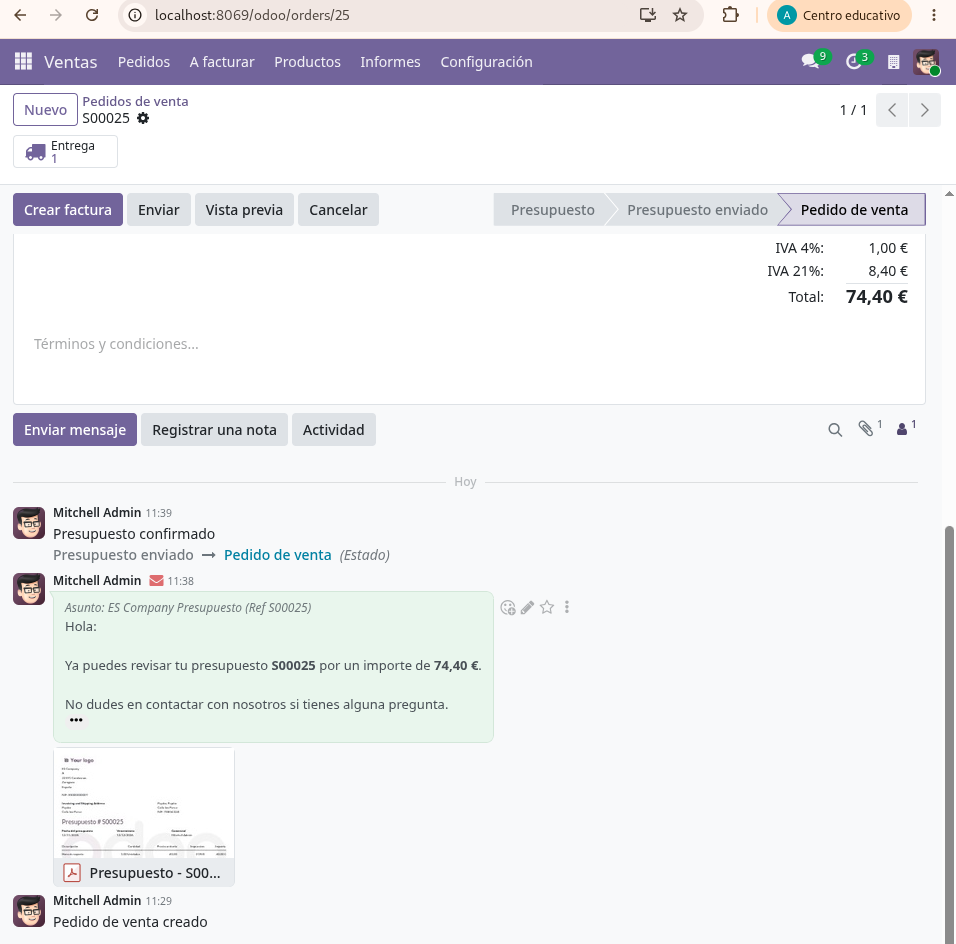 localhost:8069/odoo/orders/25
A Centro educativo
Ventas Pedidos A facturar Productos Informes Configuración 9 3
Nuevo Pedidos de venta
S00025
1 / 1
Entrega
1
Crear factura Enviar Vista previa Cancelar Presupuesto Presupuesto enviado Pedido de venta
IVA 4%: 1,00 €
IVA 21%: 8,40 €
Total: 74,40 €
Términos y condiciones...
Enviar mensaje Registrar una nota Actividad 1 1
Hoy
Mitchell Admin 11:39
Presupuesto confirmado
Presupuesto enviado → Pedido de venta (Estado)
Mitchell Admin 11:38
Asunto: ES Company Presupuesto (Ref S00025)
Hola:
Ya puedes revisar tu presupuesto S00025 por un importe de 74,40 €.
No dudes en contactar con nosotros si tienes alguna pregunta.
•••
Your logo
Presupuesto # S00025
Presupuesto - S00...
Mitchell Admin 11:29
Pedido de venta creado